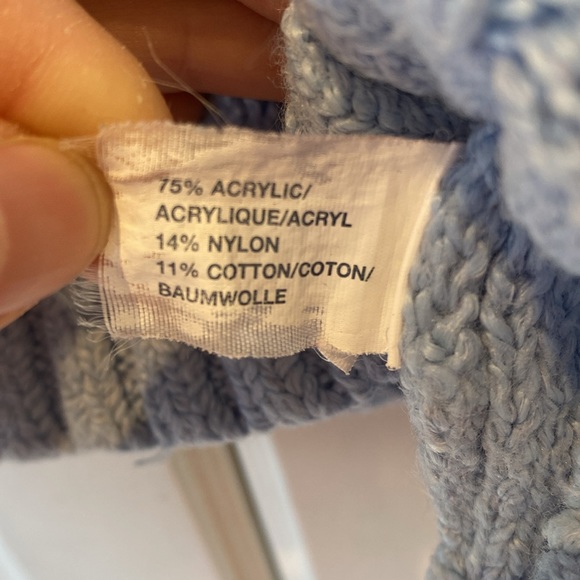 75% ACRYLIC/
ACRYLIQUE/ACRYL
14% NYLON
11% COTTON/COTON/
BAUMWOLLE